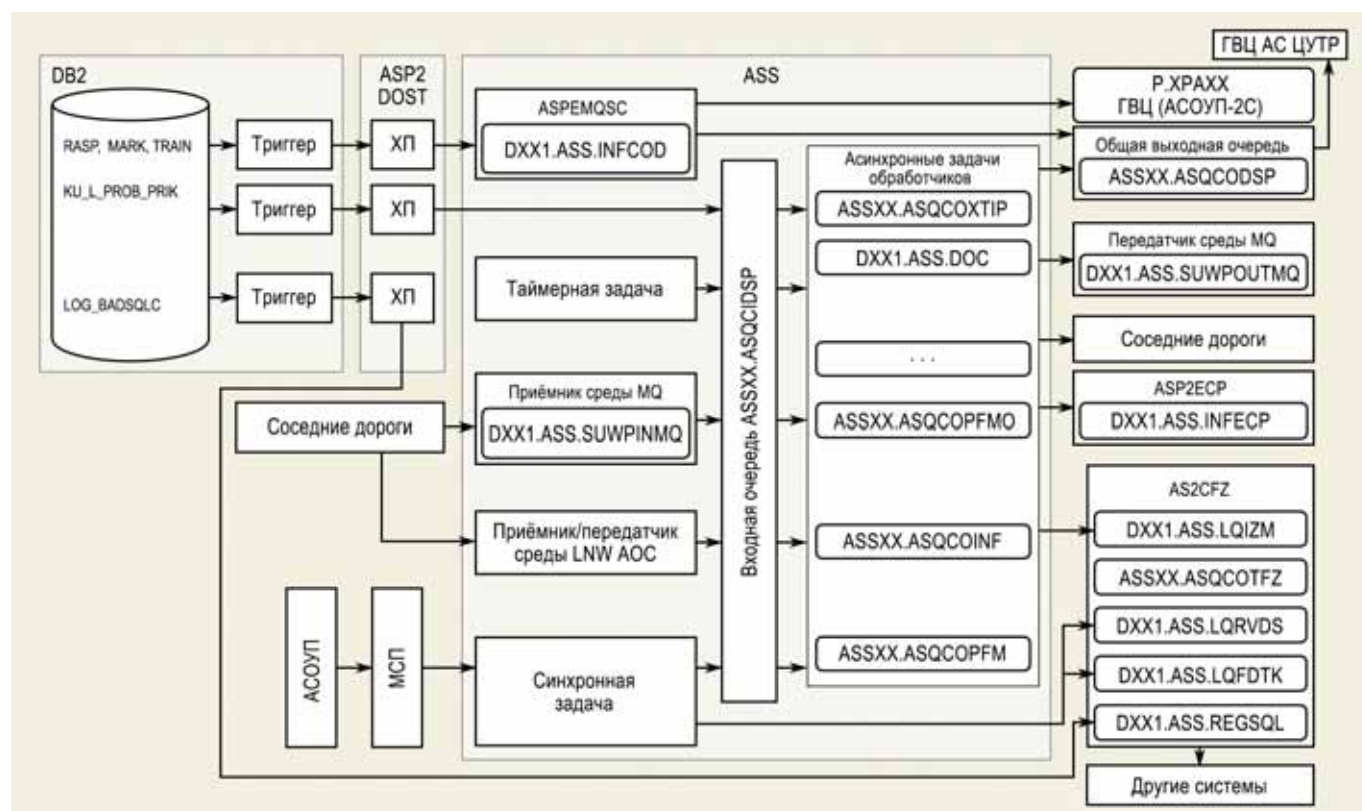 ГВЦ АС ЦУТР
DB2
ASP2
DOST
ASS
RASP, MARK, TRAIN
KU_L_PROB_PRIK
LOG_BADSQLC
Триггер
ХП
Триггер
ХП
Триггер
ХП
ASPEMQSC
DXX1.ASS.INFCOD
Таймерная задача
Соседние дороги
Приёмник среды MQ
DXX1.ASS.SUWPINMQ
Приёмник/передатчик
среды LNW АОС
АСОУП
МСП
Синхронная
задача
Входная очередь ASSXX.ASQCIDSP
Асинхронные задачи
обработчиков
ASSXX.ASQCOXTIP
DXX1.ASS.DOC
. . .
ASSXX.ASQCOPFMO
ASSXX.ASQCOINF
ASSXX.ASQCOPFM
P.XPAXX
ГВЦ (АСОУП-2С)
Общая выходная очередь
ASSXX.ASQCODSP
Передатчик среды MQ
DXX1.ASS.SUWPOUTMQ
Соседние дороги
ASP2ECP
DXX1.ASS.INFECP
AS2CFZ
DXX1.ASS.LQIZM
ASSXX.ASQCOTFZ
DXX1.ASS.LQRVDS
DXX1.ASS.LQFDTK
DXX1.ASS.REGSQL
Другие системы